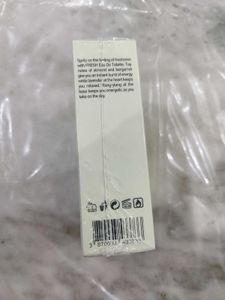 Spritz on the feeling of freshness
with FRESH Eau De Toilette. Top
notes of almond and bergamot
give you an instant burst of energy
while lavender at the heart keeps
you relaxed. Ylang-ylang at the
base keeps you energetic as you
take on the day.